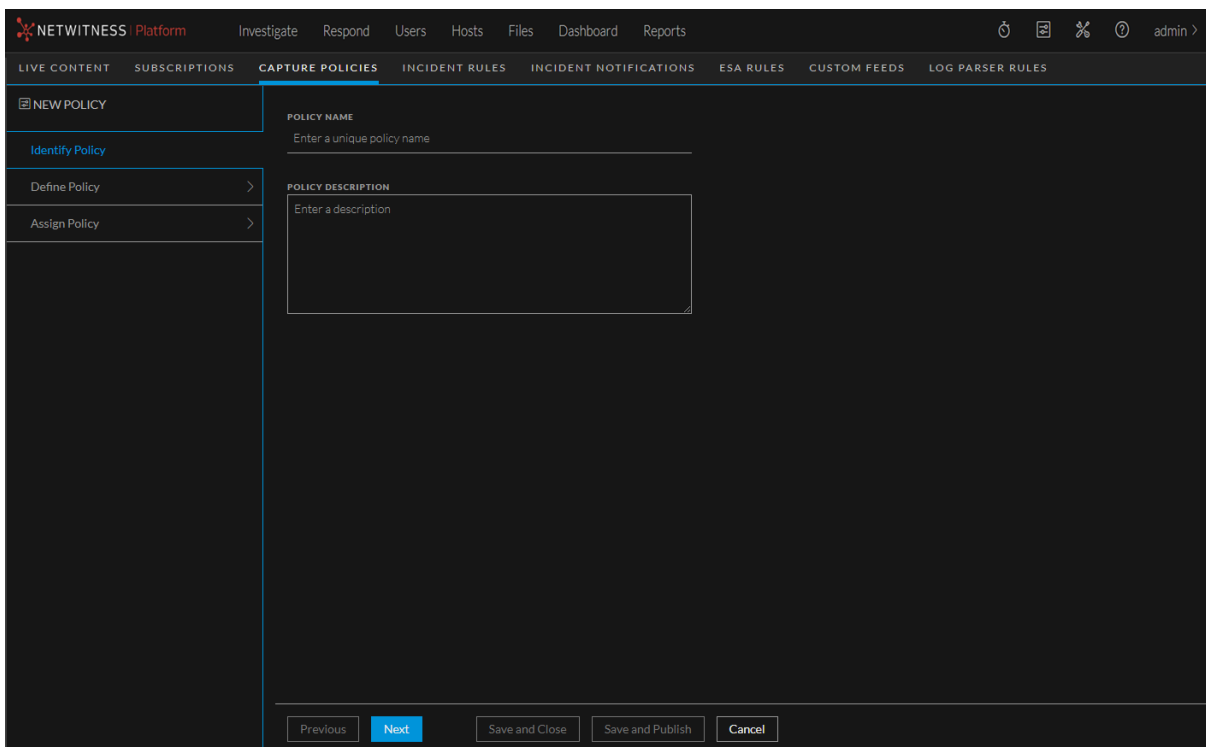 NETWITNESS Platform Investigate Respond Users Hosts Files Dashboard Reports admin
LIVE CONTENT SUBSCRIPTIONS CAPTURE POLICIES INCIDENT RULES INCIDENT NOTIFICATIONS ESA RULES CUSTOM FEEDS LOG PARSER RULES
NEW POLICY
Identify Policy
Define Policy
Assign Policy
POLICY NAME
Enter a unique policy name
POLICY DESCRIPTION
Enter a description
Previous Next Save and Close Save and Publish Cancel